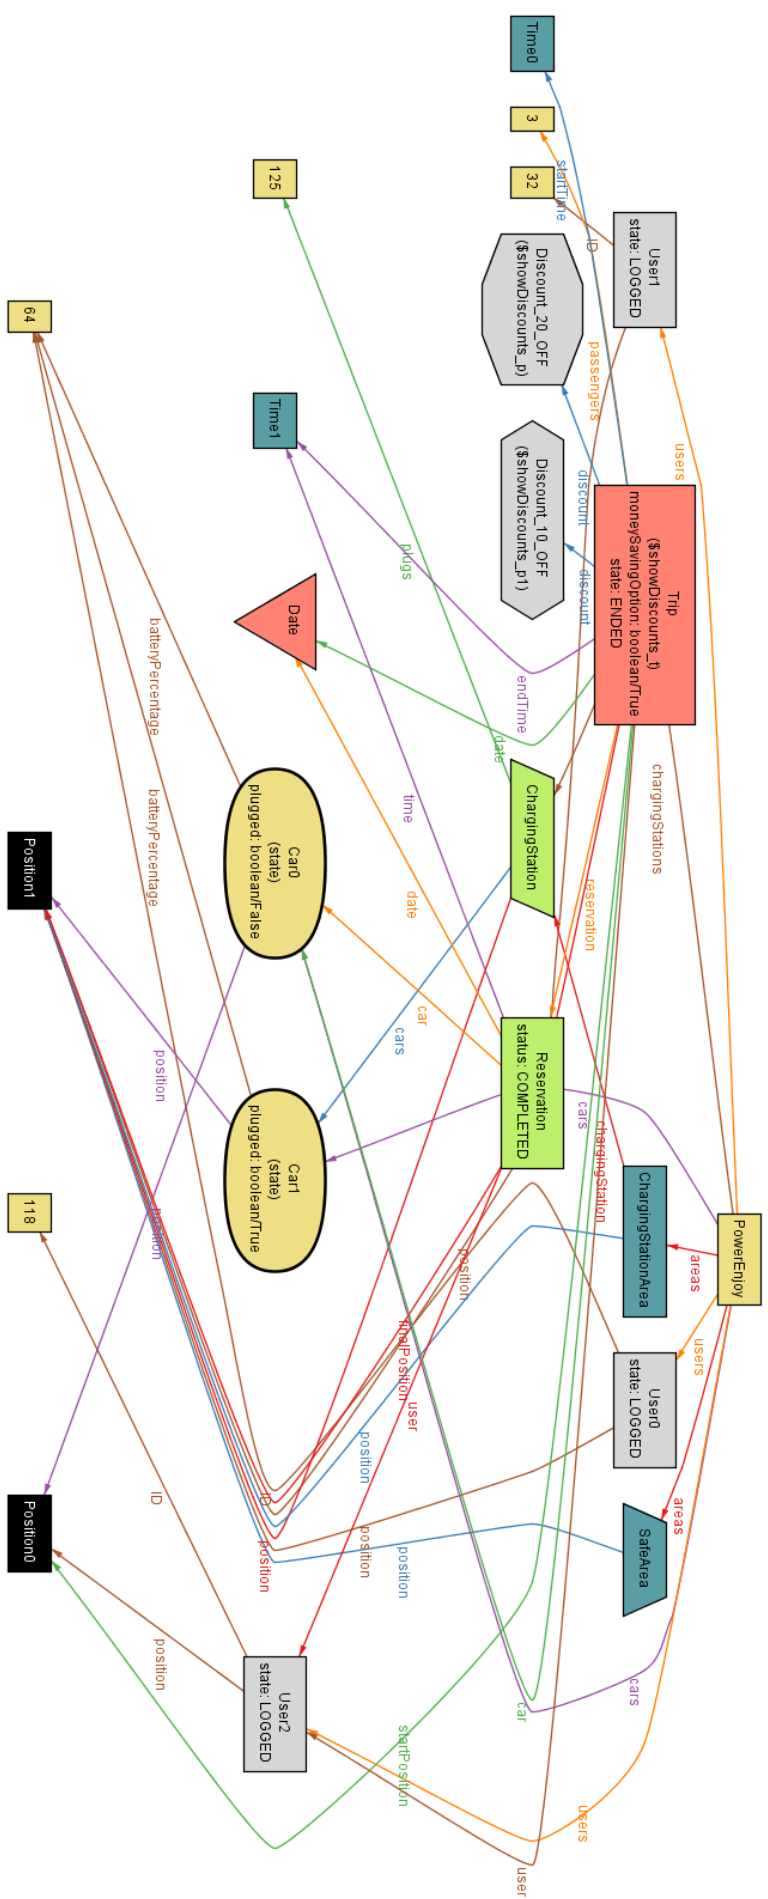 PowerEnjoy
users
chargingStations
cars
areas
users
areas
cars
users
User1
state: LOGGED
Trip
($showDiscounts_t)
moneySavingOption: boolean/True
state: ENDED
ChargingStationArea
User0
state: LOGGED
SafeArea
ID
startTime
passengers
discount
discount
endTime
date
reservation
chargingStation
car
user
Time0
3
32
Discount_20_OFF
($showDiscounts_p)
Discount_10_OFF
($showDiscounts_p1)
ChargingStation
Reservation
status: COMPLETED
plugs
time
date
cars
car
position
finalPosition
user
position
position
position
startPosition
125
Time1
Date
Car0
(state)
plugged: boolean/False
Car1
(state)
plugged: boolean/True
ID
position
User2
state: LOGGED
batteryPercentage
batteryPercentage
position
position
ID
position
64
Position1
118
Position0